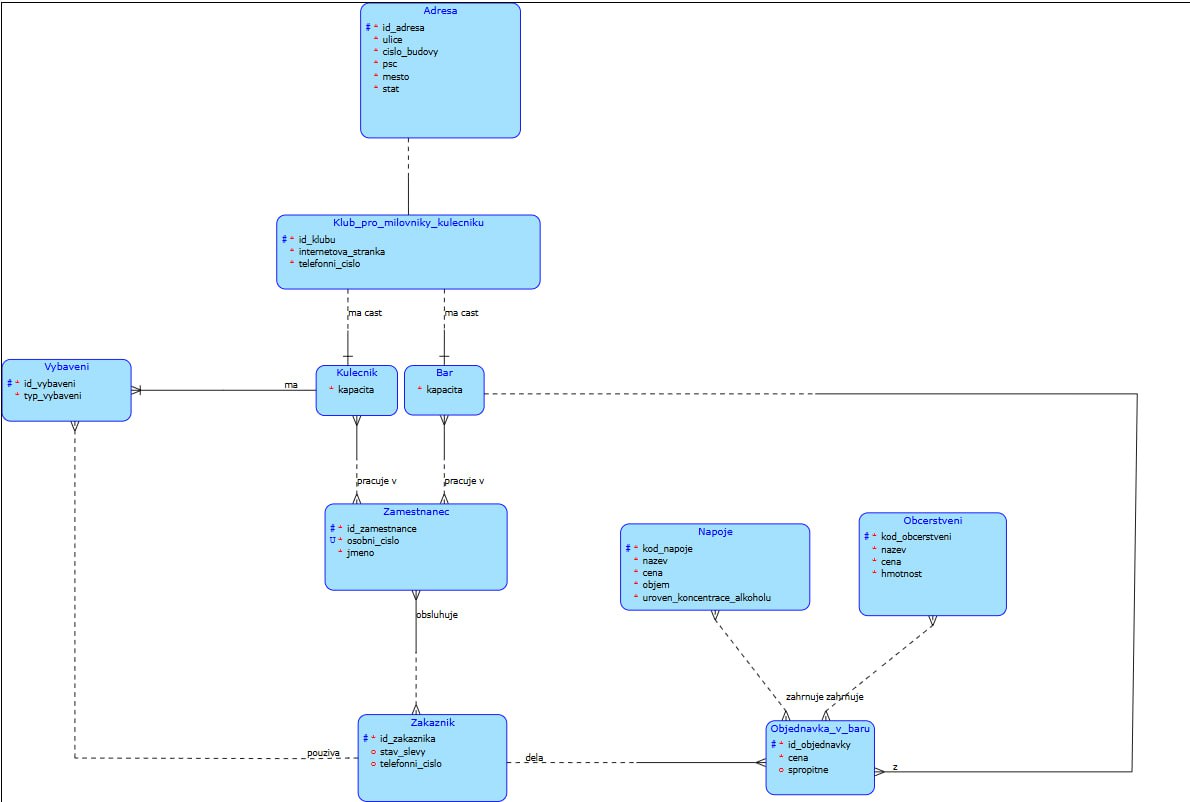 Adresa
# * id_adresa
* ulice
* cislo_budovy
* psc
* mesto
* stat
Klub_pro_milovniky_kulecniku
# * id_klubu
* internetova_stranka
* telefonni_cislo
ma cast
ma cast
Vybaveni
# * id_vybaveni
* typ_vybaveni
ma
Kulecnik
* kapacita
Bar
* kapacita
pracuje v
pracuje v
Zamestnanec
# * id_zamestnance
U * osobni_cislo
* jmeno
Napoje
# * kod_napoje
* nazev
* cena
* objem
* uroven_koncentrace_alkoholu
Obcerstveni
# * kod_obcerstveni
* nazev
* cena
* hmotnost
obsluhuje
zahrnuje
zahrnuje
Zakaznik
# * id_zakaznika
o stav_slevy
o telefonni_cislo
pouziva
dela
Objednavka_v_baru
# * id_objednavky
* cena
o spropitne
z